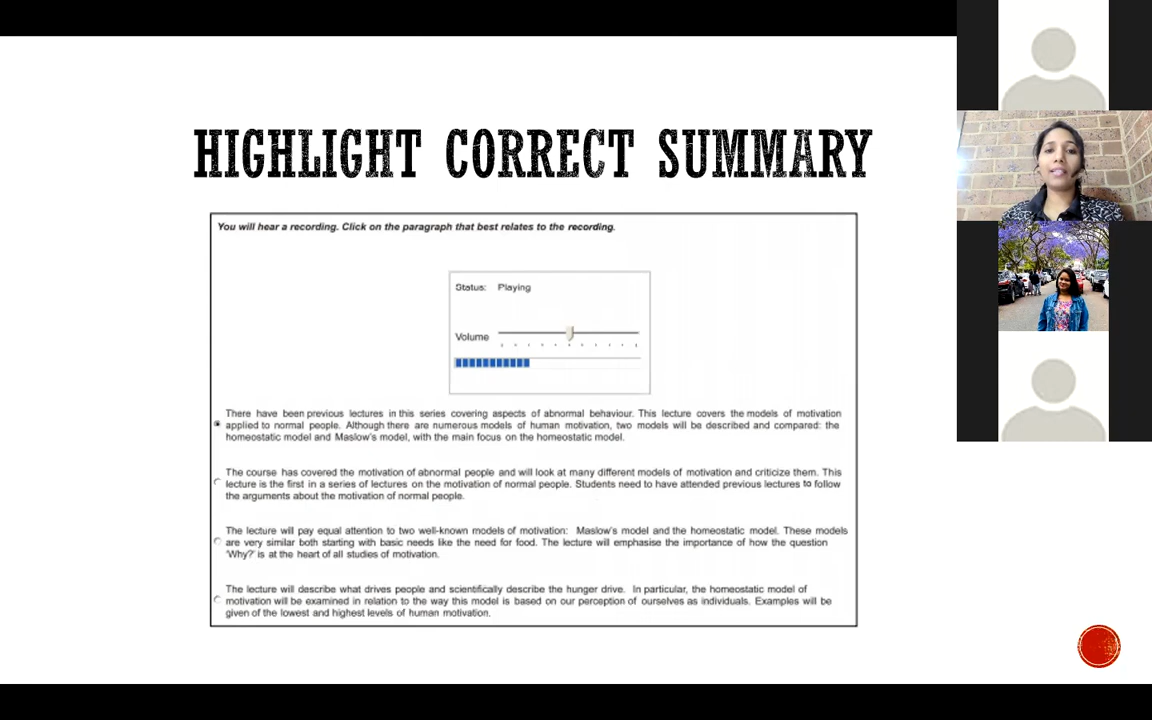 HIGHLIGHT CORRECT SUMMARY
You will hear a recording. Click on the paragraph that best relates to the recording.
Status: Playing
Volume
There have been previous lectures in this series covering aspects of abnormal behaviour. This lecture covers the models of motivation
applied to normal people. Although there are numerous models of human motivation, two models will be described and compared: the
homeostatic model and Maslow's model, with the main focus on the homeostatic model.
The course has covered the motivation of abnormal people and will look at many different models of motivation and criticize them. This
lecture is the first in a series of lectures on the motivation of normal people. Students need to have attended previous lectures to follow
the arguments about the motivation of normal people.
The lecture will pay equal attention to two well-known models of motivation: Maslow's model and the homeostatic model. These models
are very similar both starting with basic needs like the need for food. The lecture will emphasise the importance of how the question
'Why?' is at the heart of all studies of motivation.
The lecture will describe what drives people and scientifically describe the hunger drive. In particular, the homeostatic model of
motivation will be examined in relation to the way this model is based on our perception of ourselves as individuals. Examples will be
given of the lowest and highest levels of human motivation.